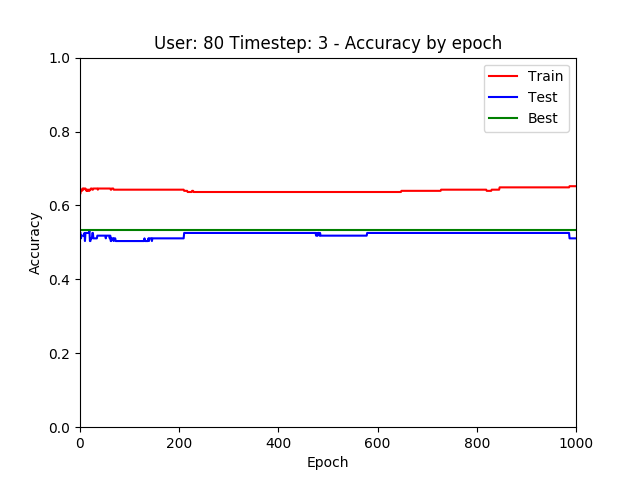 User: 80 Timestep: 3 - Accuracy by epoch
1.0
0.8
0.6
0.4
0.2
0.0
Accuracy
Train
Test
Best
0 200 400 600 800 1000
Epoch